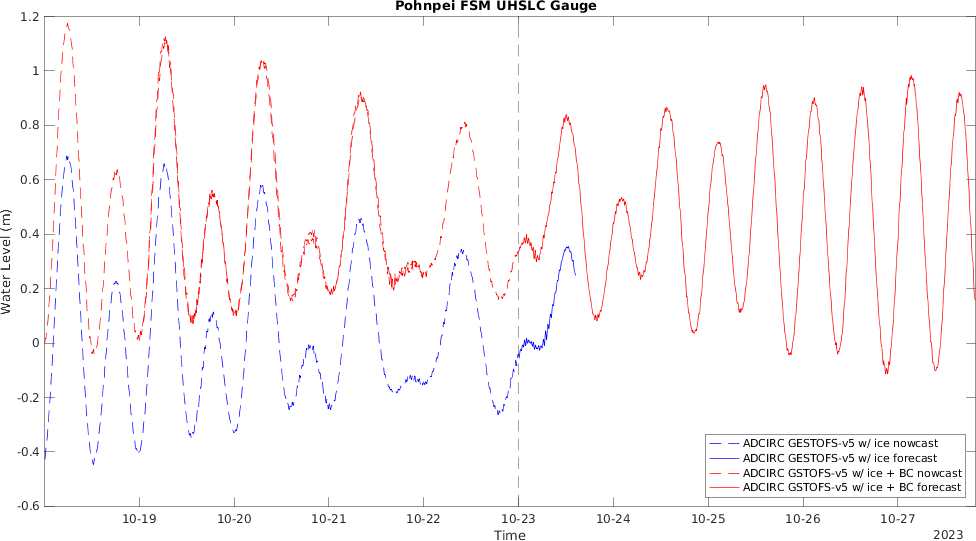 Pohnpei FSM UHSLC Gauge
1.2
1
0.8
0.6
0.4
0.2
0
-0.2
-0.4
-0.6
Water Level (m)
ADCIRC GESTOFS-v5 w/ ice nowcast
ADCIRC GESTOFS-v5 w/ ice forecast
ADCIRC GSTOFS-v5 w/ ice + BC nowcast
ADCIRC GSTOFS-v5 w/ ice + BC forecast
10-19 10-20 10-21 10-22 10-23 10-24 10-25 10-26 10-27
Time
2023